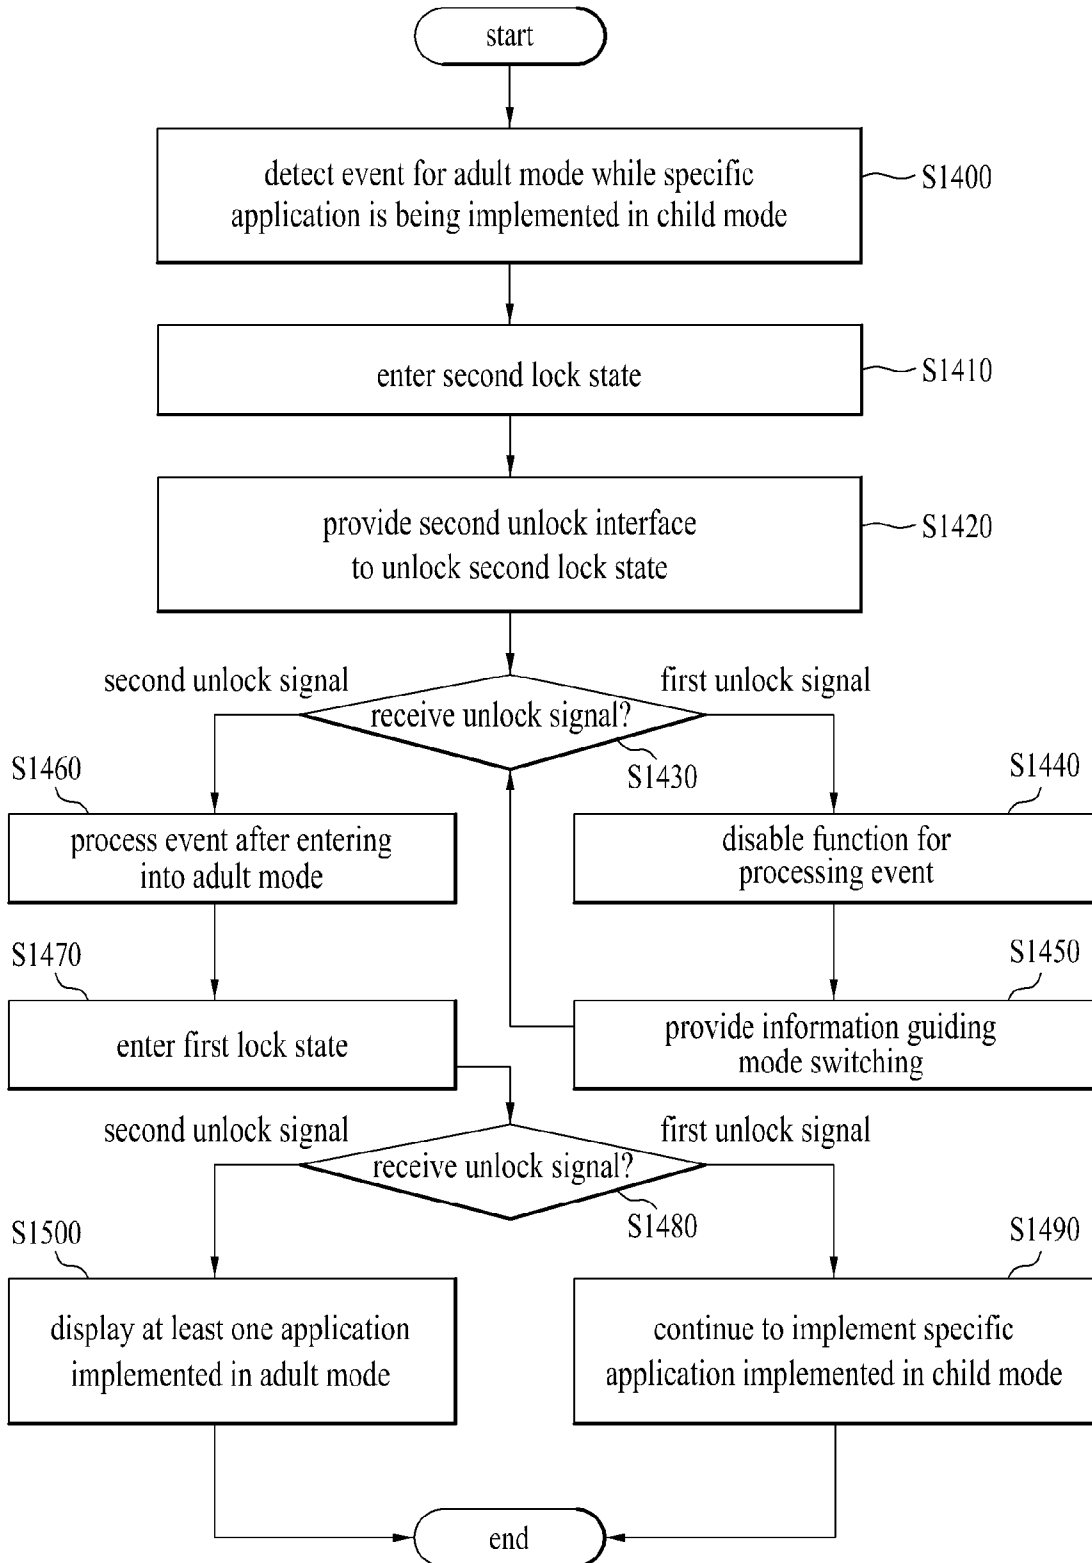 start
detect event for adult mode while specific
application is being implemented in child mode
S1400
enter second lock state
S1410
provide second unlock interface
to unlock second lock state
S1420
second unlock signal
first unlock signal
receive unlock signal?
S1430
S1460
process event after entering
into adult mode
S1440
disable function for
processing event
S1470
enter first lock state
S1450
provide information guiding
mode switching
second unlock signal
first unlock signal
receive unlock signal?
S1480
S1500
display at least one application
implemented in adult mode
S1490
continue to implement specific
application implemented in child mode
end